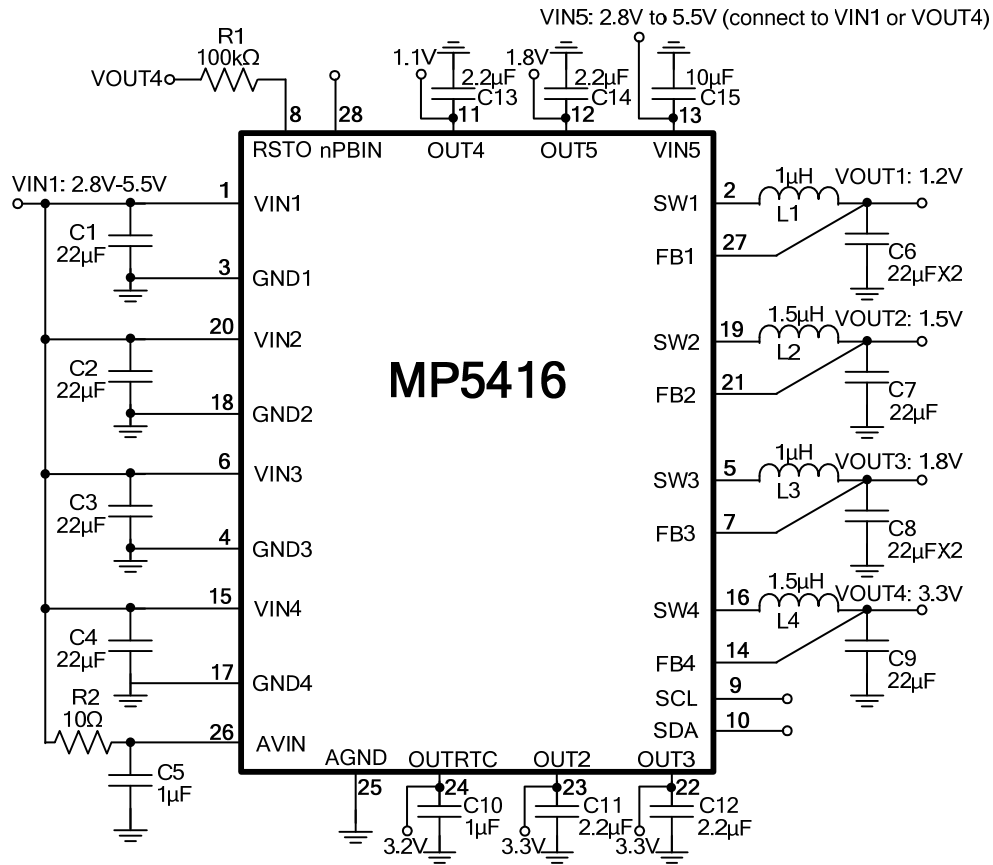 VIN5: 2.8V to 5.5V (connect to VIN1 or VOUT4)
R1
100kΩ
VOUT4
8
28
1.1V
2.2µF
C13
11
1.8V
2.2µF
C14
12
10µF
C15
13
RSTO
nPBIN
OUT4
OUT5
VIN5
VIN1: 2.8V-5.5V
1
VIN1
C1
22µF
3
GND1
20
VIN2
C2
22µF
18
GND2
6
VIN3
C3
22µF
4
GND3
15
VIN4
C4
22µF
17
GND4
R2
10Ω
26
AVIN
C5
1µF
MP5416
SW1
2
1µH
L1
VOUT1: 1.2V
FB1
27
C6
22µFX2
SW2
19
1.5µH
L2
VOUT2: 1.5V
FB2
21
C7
22µF
SW3
5
1µH
L3
VOUT3: 1.8V
FB3
7
C8
22µFX2
SW4
16
1.5µH
L4
VOUT4: 3.3V
FB4
14
C9
22µF
SCL
9
SDA
10
AGND
25
OUTRTC
24
C10
1µF
3.2V
OUT2
23
C11
2.2µF
3.3V
OUT3
22
C12
2.2µF
3.3V